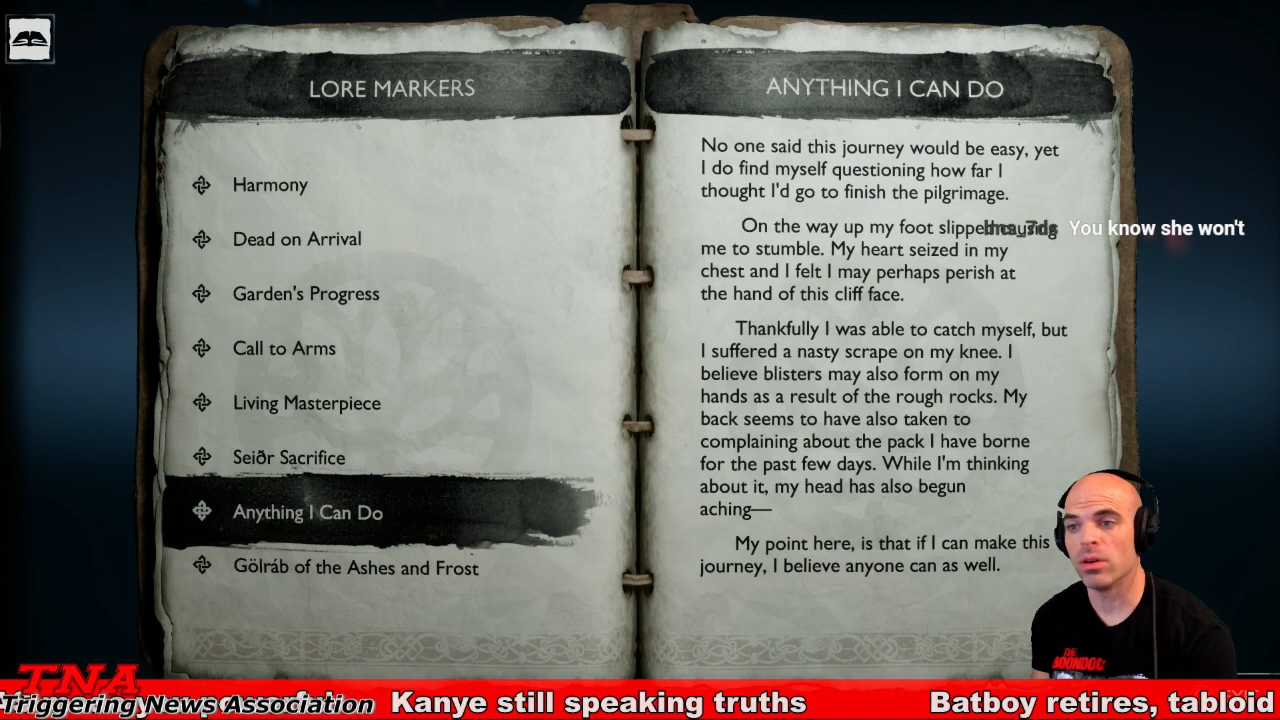 LORE MARKERS
Harmony
Dead on Arrival
Garden's Progress
Call to Arms
Living Masterpiece
Seiðr Sacrifice
Anything I Can Do
Gölráb of the Ashes and Frost
ANYTHING I CAN DO
No one said this journey would be easy, yet
I do find myself questioning how far I
thought I'd go to finish the pilgrimage.
On the way up my foot slipped causing
me to stumble. My heart seized in my
chest and I felt I may perhaps perish at
the hand of this cliff face.
Thankfully I was able to catch myself, but
I suffered a nasty scrape on my knee. I
believe blisters may also form on my
hands as a result of the rough rocks. My
back seems to have also taken to
complaining about the pack I have borne
for the past few days. While I'm thinking
about it, my head has also begun
aching—
My point here, is that if I can make this
journey, I believe anyone can as well.
You know she won't
THE
BOONDOC
TNA
Triggering News Association
Kanye still speaking truths
Batboy retires, tabloid